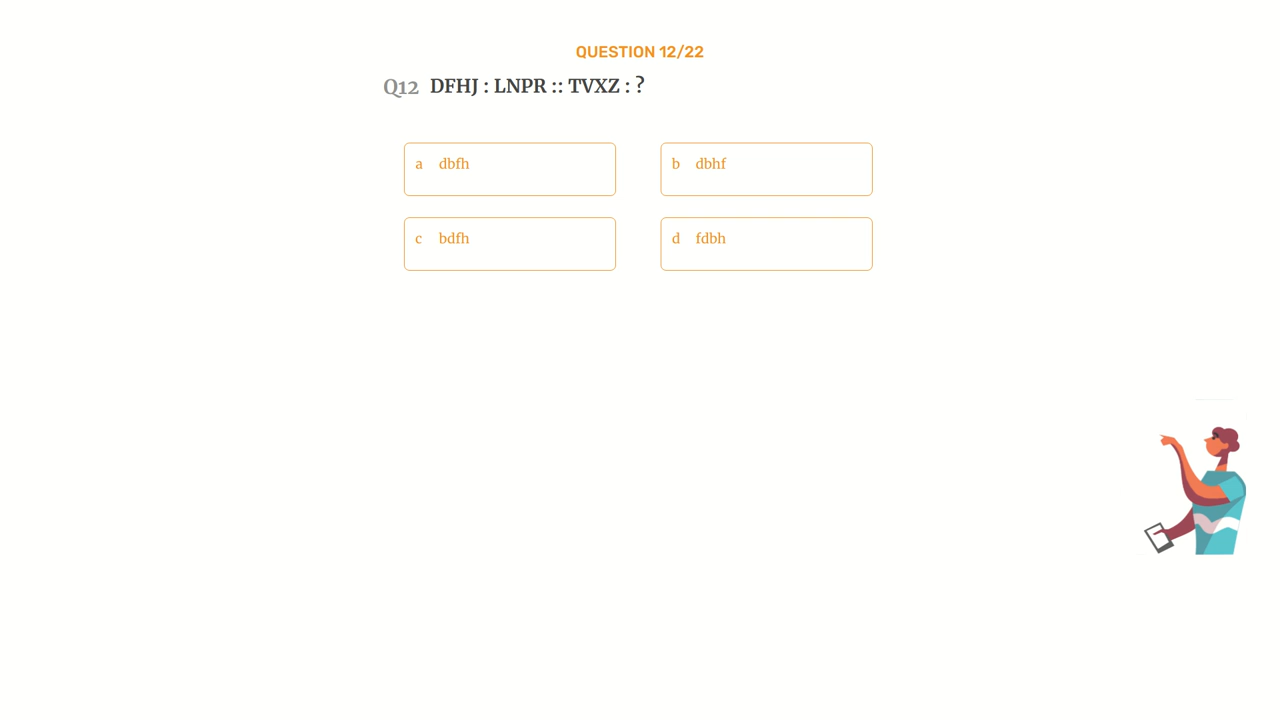 QUESTION 12/22
Q12 DFHJ : LNPR :: TVXZ : ?
a dbfh
b dbhf
c bdfh
d fdbh